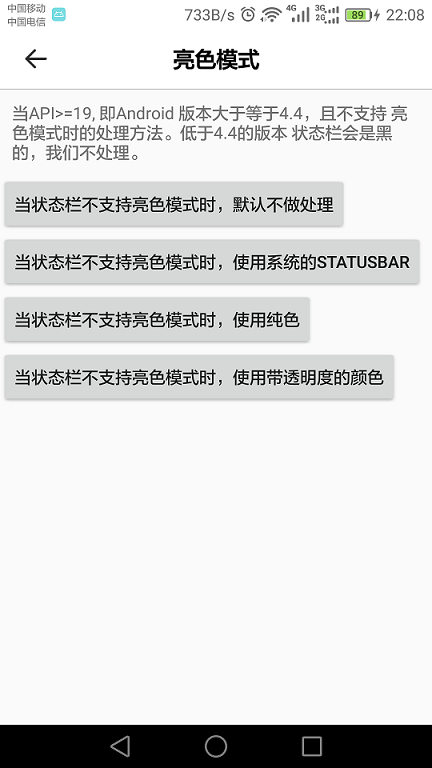 中国移动
中国电信
733B/s 4G 3G 2G 89 22:08
亮色模式
当API>=19, 即Android 版本大于等于4.4，且不支持 亮
色模式时的处理方法。低于4.4的版本 状态栏会是黑
的，我们不处理。
当状态栏不支持亮色模式时，默认不做处理
当状态栏不支持亮色模式时，使用系统的STATUSBAR
当状态栏不支持亮色模式时，使用纯色
当状态栏不支持亮色模式时，使用带透明度的颜色